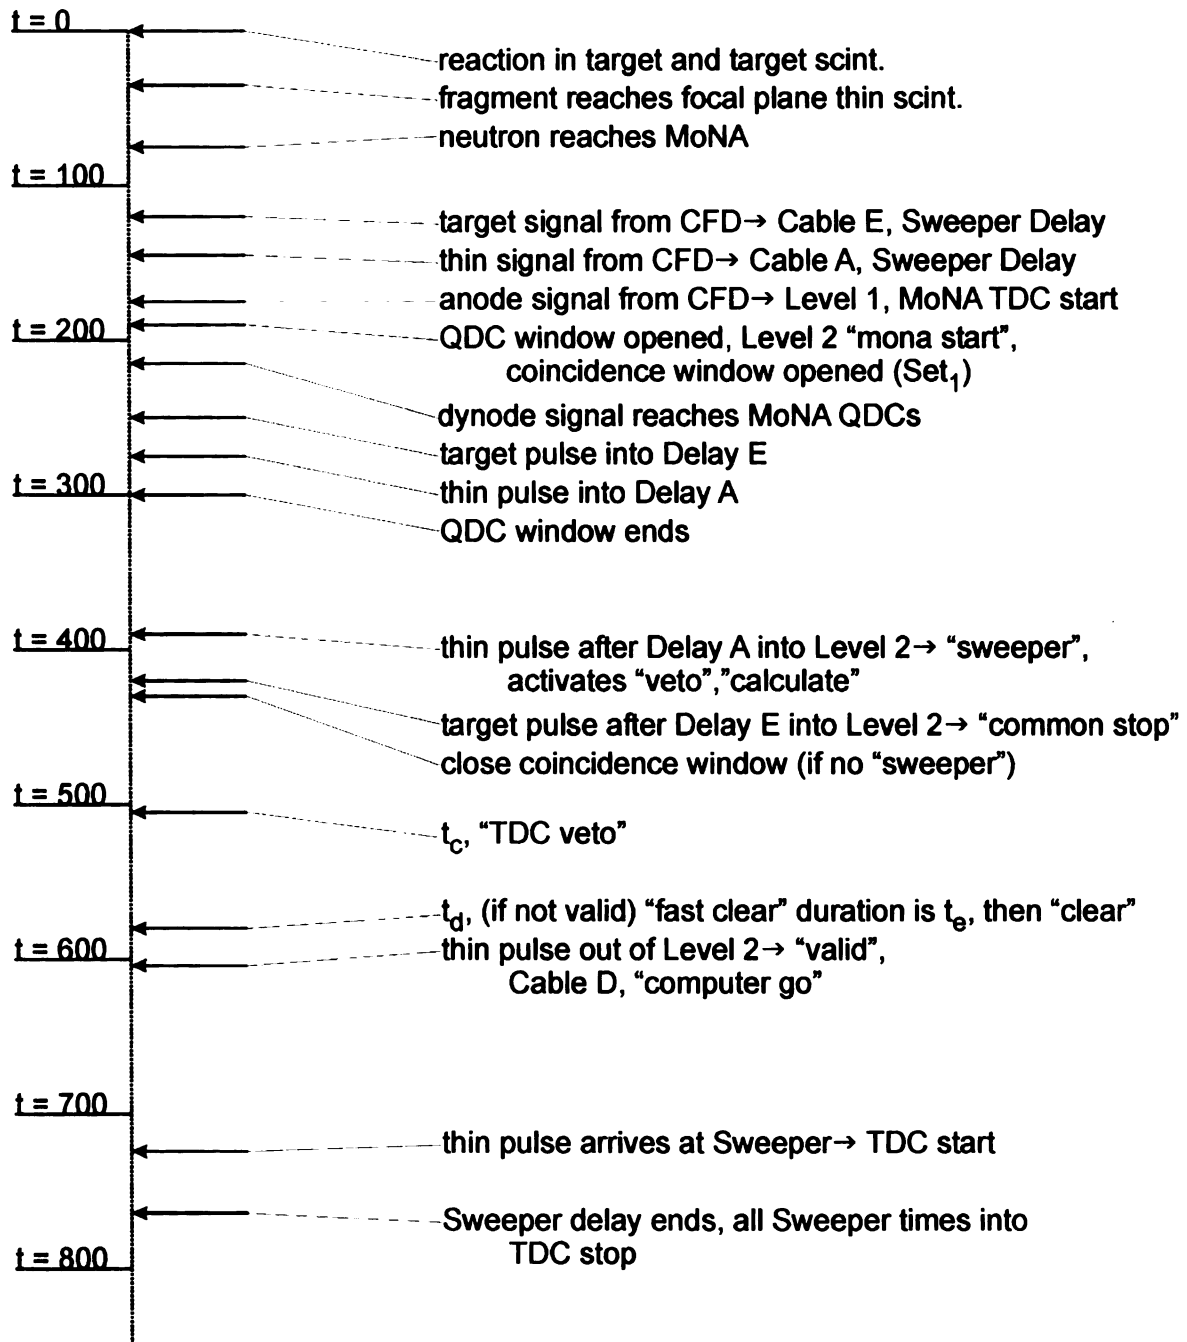 t = 0
reaction in target and target scint.
fragment reaches focal plane thin scint.
neutron reaches MoNA
t = 100
target signal from CFD→ Cable E, Sweeper Delay
thin signal from CFD→ Cable A, Sweeper Delay
anode signal from CFD→ Level 1, MoNA TDC start
t = 200
QDC window opened, Level 2 “mona start”,
coincidence window opened (Set₁)
dynode signal reaches MoNA QDCs
target pulse into Delay E
t = 300
thin pulse into Delay A
QDC window ends
t = 400
thin pulse after Delay A into Level 2→ “sweeper”,
activates “veto”,”calculate”
target pulse after Delay E into Level 2→ “common stop”
close coincidence window (if no “sweeper”)
t = 500
t_c, “TDC veto”
t_d, (if not valid) “fast clear” duration is t_e, then “clear”
t = 600
thin pulse out of Level 2→ “valid”,
Cable D, “computer go”
t = 700
thin pulse arrives at Sweeper→ TDC start
Sweeper delay ends, all Sweeper times into
TDC stop
t = 800